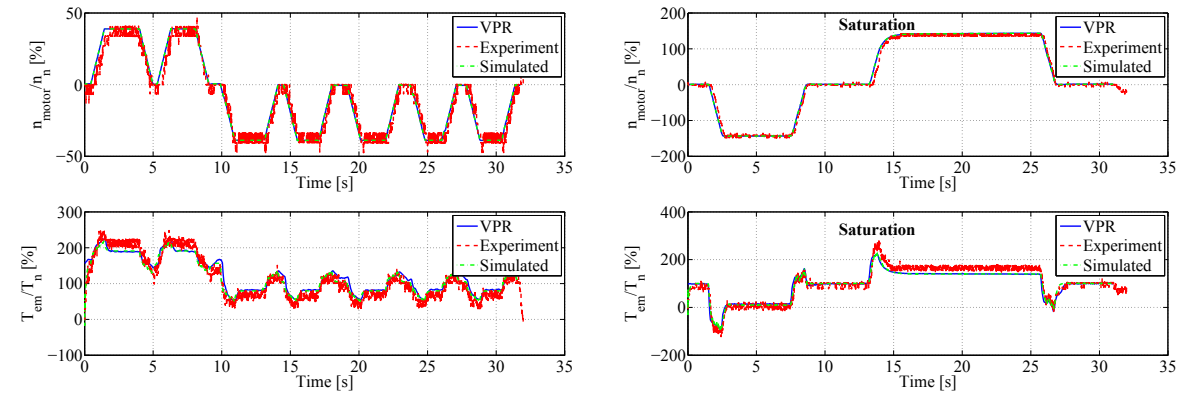 n_motor/n_n [%]
50
0
−50
0 5 10 15 20 25 30 35
Time [s]
VPR
Experiment
Simulated
n_motor/n_n [%]
200
100
0
−100
−200
0 5 10 15 20 25 30 35
Time [s]
Saturation
VPR
Experiment
Simulated
T_em/T_n [%]
300
200
100
0
−100
0 5 10 15 20 25 30 35
Time [s]
VPR
Experiment
Simulated
T_em/T_n [%]
400
200
0
−200
0 5 10 15 20 25 30 35
Time [s]
Saturation
VPR
Experiment
Simulated